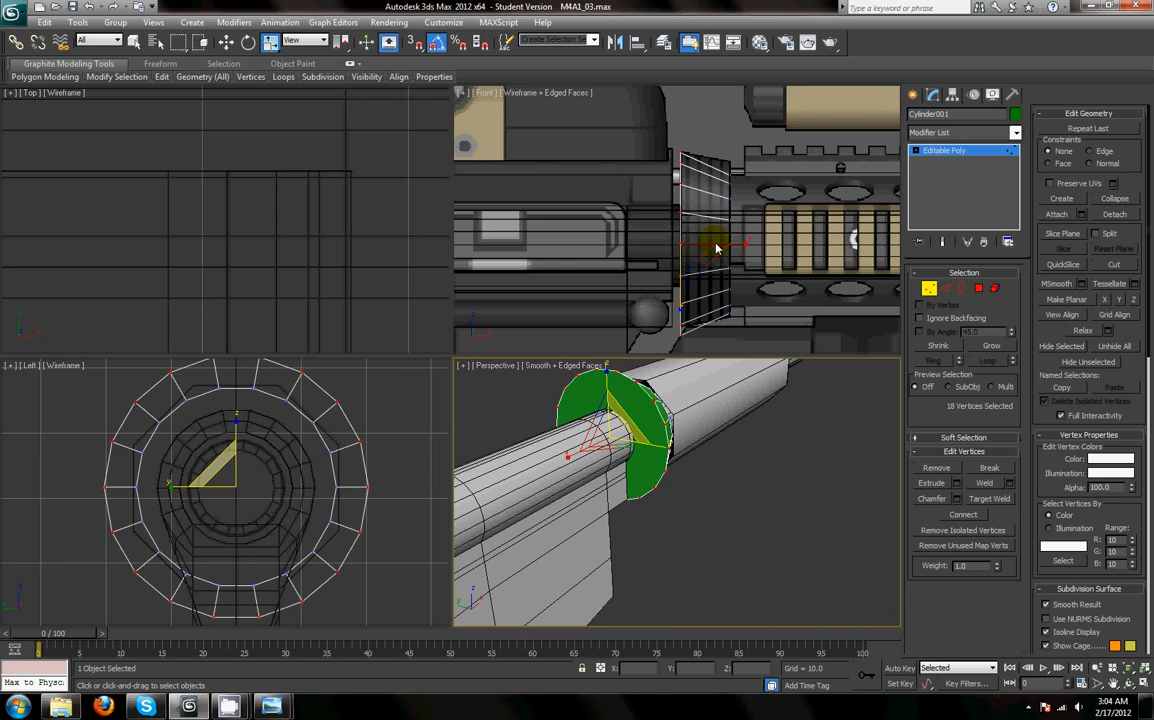 Autodesk 3ds Max 2012 x64 - Student Version M4A1_03.max
Type a keyword or phrase
Edit Tools Group Views Create Modifiers Animation Graph Editors Rendering Customize MAXScript Help
All View Create Selection Se
Graphite Modeling Tools Freeform Selection Object Paint
Polygon Modeling Modify Selection Edit Geometry (All) Vertices Loops Subdivision Visibility Align Properties
[ + ] [ Top ] [ Wireframe ]
[ + ] [ Front ] [ Wireframe + Edged Faces ]
[ + ] [ Left ] [ Wireframe ]
[ + ] [ Perspective ] [ Smooth + Edged Faces ]
Cylinder001
Modifier List
Editable Poly
Selection
By Vertex
Ignore Backfacing
By Angle: 45.0
Shrink Grow
Ring Loop
Preview Selection
Off SubObj Multi
18 Vertices Selected
Soft Selection
Edit Vertices
Remove Break
Extrude Weld
Chamfer Target Weld
Connect
Remove Isolated Vertices
Remove Unused Map Verts
Weight: 1.0
Edit Geometry
Repeat Last
Constraints
None Edge
Face Normal
Preserve UVs
Create Collapse
Attach Detach
Slice Plane Split
Slice Reset Plane
QuickSlice Cut
MSmooth Tessellate
Make Planar X Y Z
View Align Grid Align
Relax
Hide Selected Unhide All
Hide Unselected
Named Selections:
Copy Paste
Delete Isolated Vertices
Full Interactivity
Vertex Properties
Edit Vertex Colors
Color:
Illumination:
Alpha: 100.0
Select Vertices By
Color
Illumination Range:
R: 10
G: 10
B: 10
Select
Subdivision Surface
Smooth Result
Use NURMS Subdivision
Isoline Display
Show Cage......
0 / 100
0 5 10 15 20 25 30 35 40 45 50 55 60 65 70 75 80 85 90 95 100
1 Object Selected X: Y: Z: Grid = 10.0 Auto Key Selected
Max to Physc Click or click-and-drag to select objects Add Time Tag Set Key Key Filters... 0
3:04 AM
2/17/2012